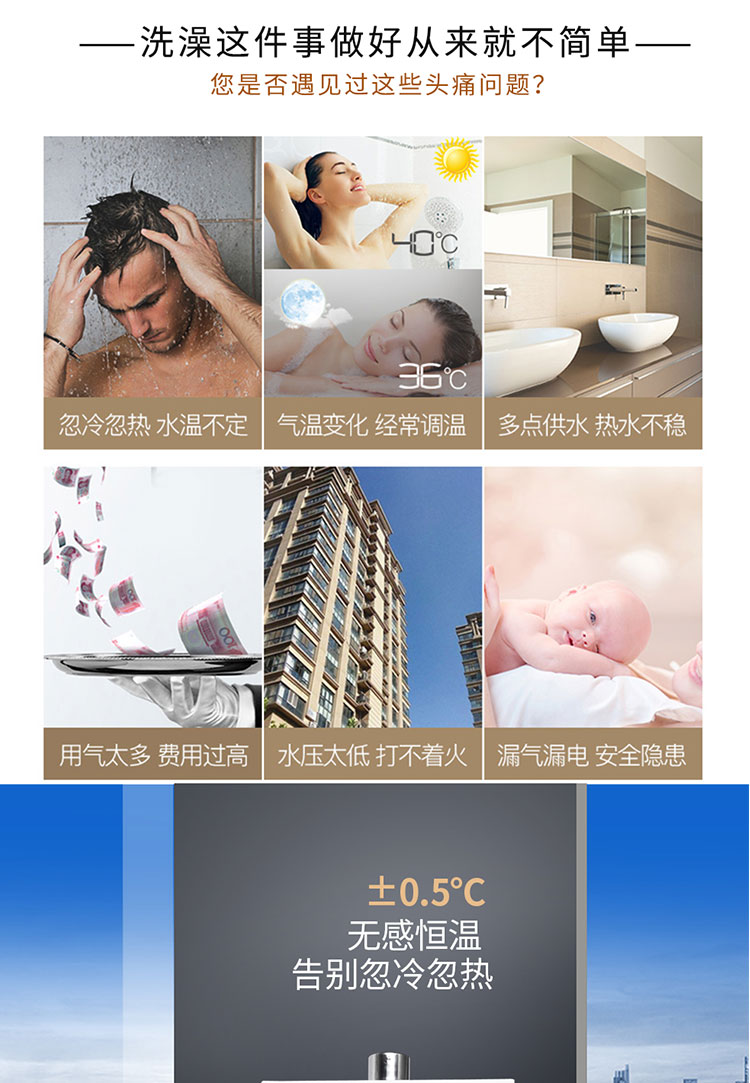 洗澡这件事做好从来就不简单
您是否遇见过这些头痛问题？
40℃
36℃
忽冷忽热 水温不定
气温变化 经常调温
多点供水 热水不稳
100
用气太多 费用过高
水压太低 打不着火
漏气漏电 安全隐患
±0.5℃
无感恒温
告别忽冷忽热